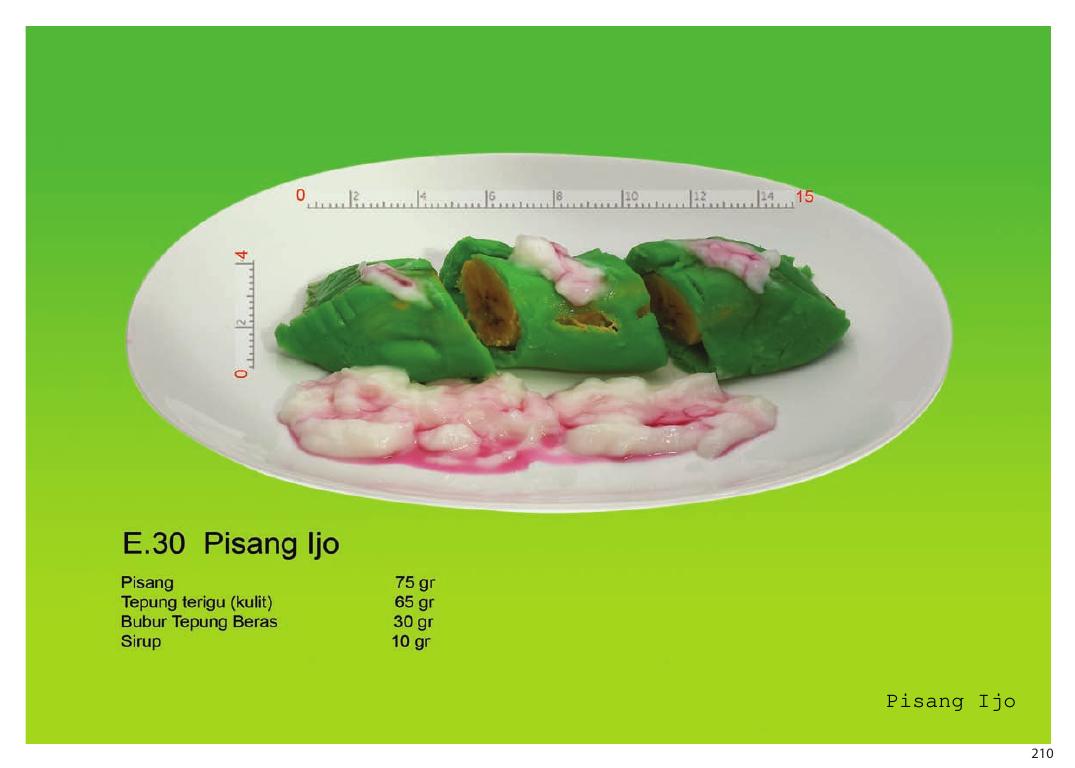 0 2 4 6 8 10 12 14 15
4
2
0
E.30 Pisang Ijo
Pisang 75 gr
Tepung terigu (kulit) 65 gr
Bubur Tepung Beras 30 gr
Sirup 10 gr
Pisang Ijo
210